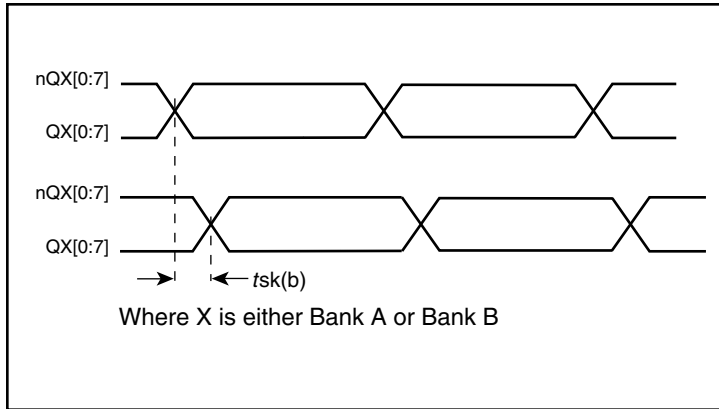 nQX[0:7]
QX[0:7]
nQX[0:7]
QX[0:7]
tsk(b)
Where X is either Bank A or Bank B